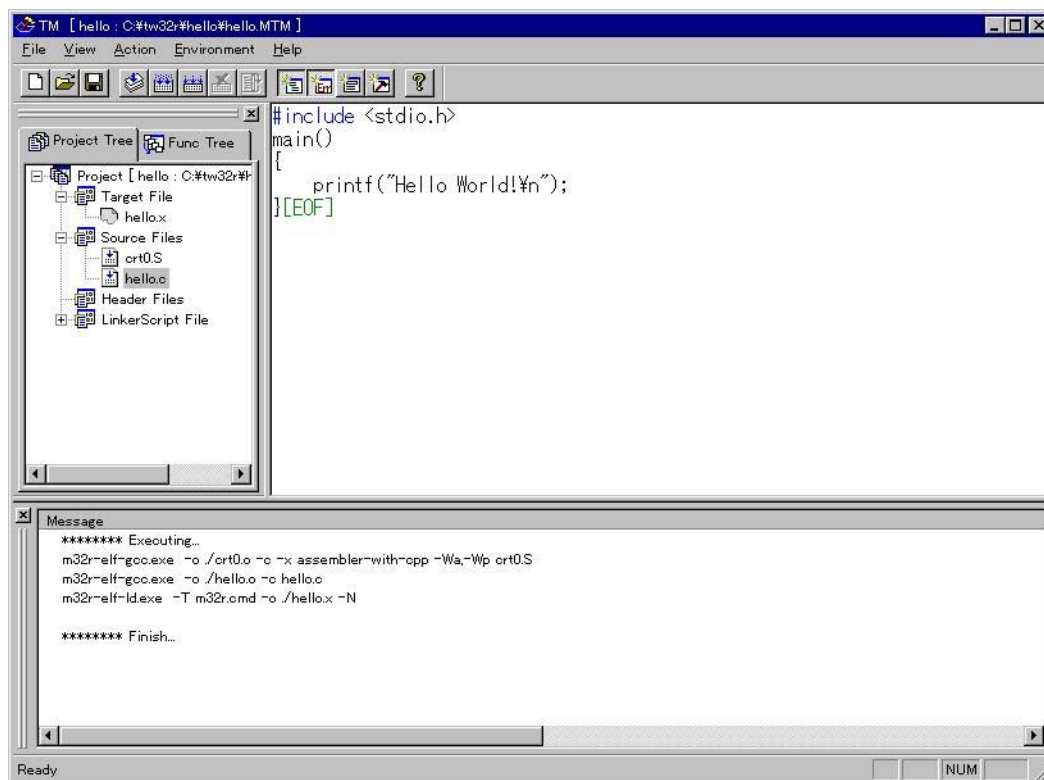 TM [ hello : C:¥tw32r¥hello¥hello.MTM ]
File View Action Environment Help
Project Tree Func Tree
Project [ hello : C:¥tw32r¥h
Target File
hello.x
Source Files
crt0.S
hello.c
Header Files
LinkerScript File
#include <stdio.h>
main()
{
    printf("Hello World!¥n");
}[EOF]
Message
******** Executing...
m32r-elf-gcc.exe -o ./crt0.o -c -x assembler-with-cpp -Wa,-Wp crt0.S
m32r-elf-gcc.exe -o ./hello.o -c hello.c
m32r-elf-ld.exe -T m32r.cmd -o ./hello.x -N
******** Finish...
Ready NUM